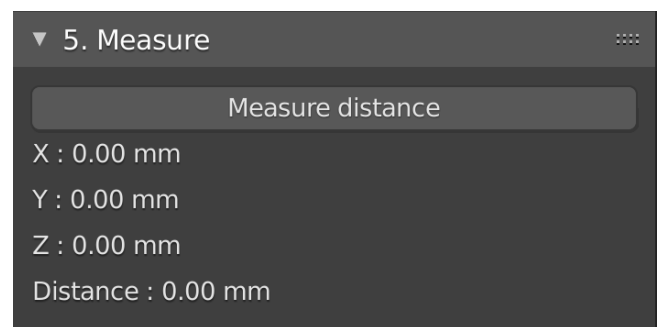 5. Measure
Measure distance
X : 0.00 mm
Y : 0.00 mm
Z : 0.00 mm
Distance : 0.00 mm